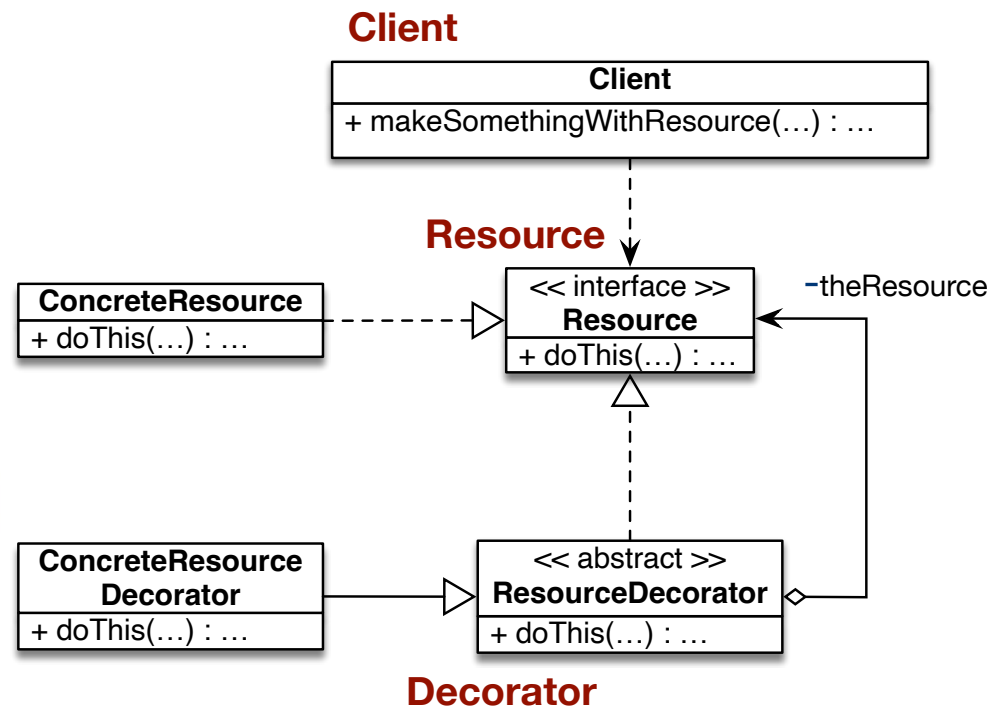 Client
Client
+ makeSomethingWithResource(…) : …
Resource
<< interface >>
Resource
+ doThis(…) : …
-theResource
ConcreteResource
+ doThis(…) : …
ConcreteResource
Decorator
+ doThis(…) : …
<< abstract >>
ResourceDecorator
+ doThis(…) : …
Decorator